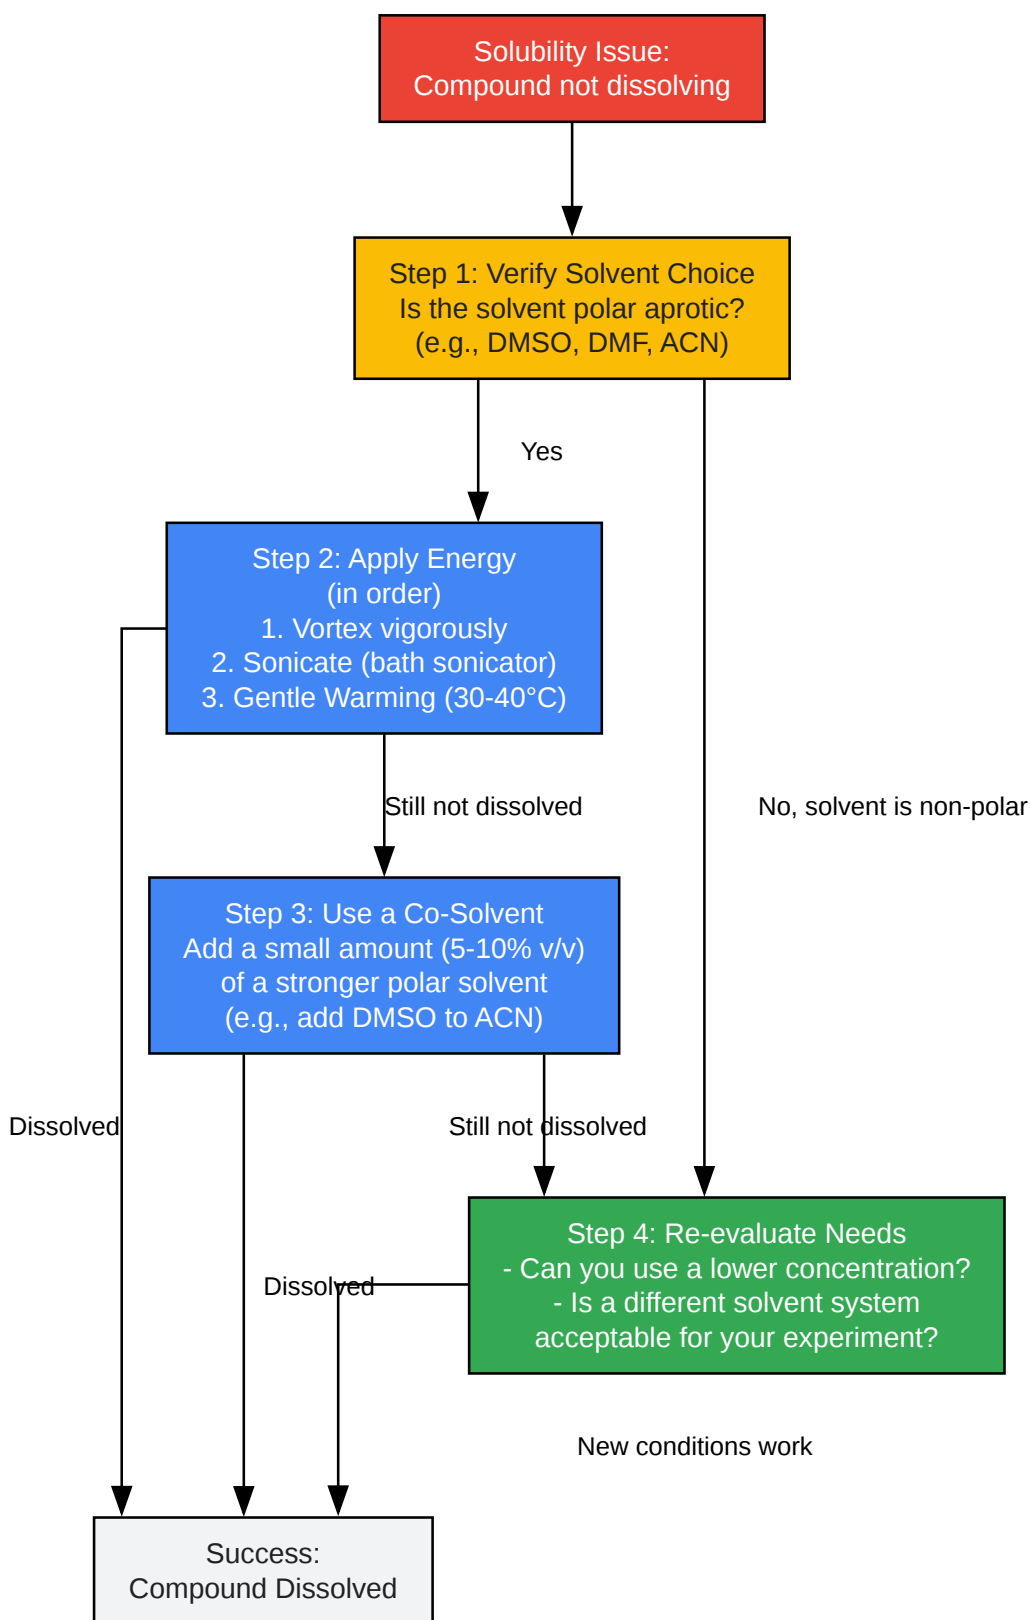 Solubility Issue:
Compound not dissolving
Step 1: Verify Solvent Choice
Is the solvent polar aprotic?
(e.g., DMSO, DMF, ACN)
Yes
Step 2: Apply Energy
(in order)
1. Vortex vigorously
2. Sonicate (bath sonicator)
3. Gentle Warming (30-40°C)
Still not dissolved
No, solvent is non-polar
Step 3: Use a Co-Solvent
Add a small amount (5-10% v/v)
of a stronger polar solvent
(e.g., add DMSO to ACN)
Dissolved
Still not dissolved
Step 4: Re-evaluate Needs
- Can you use a lower concentration?
- Is a different solvent system
acceptable for your experiment?
Dissolved
New conditions work
Success:
Compound Dissolved